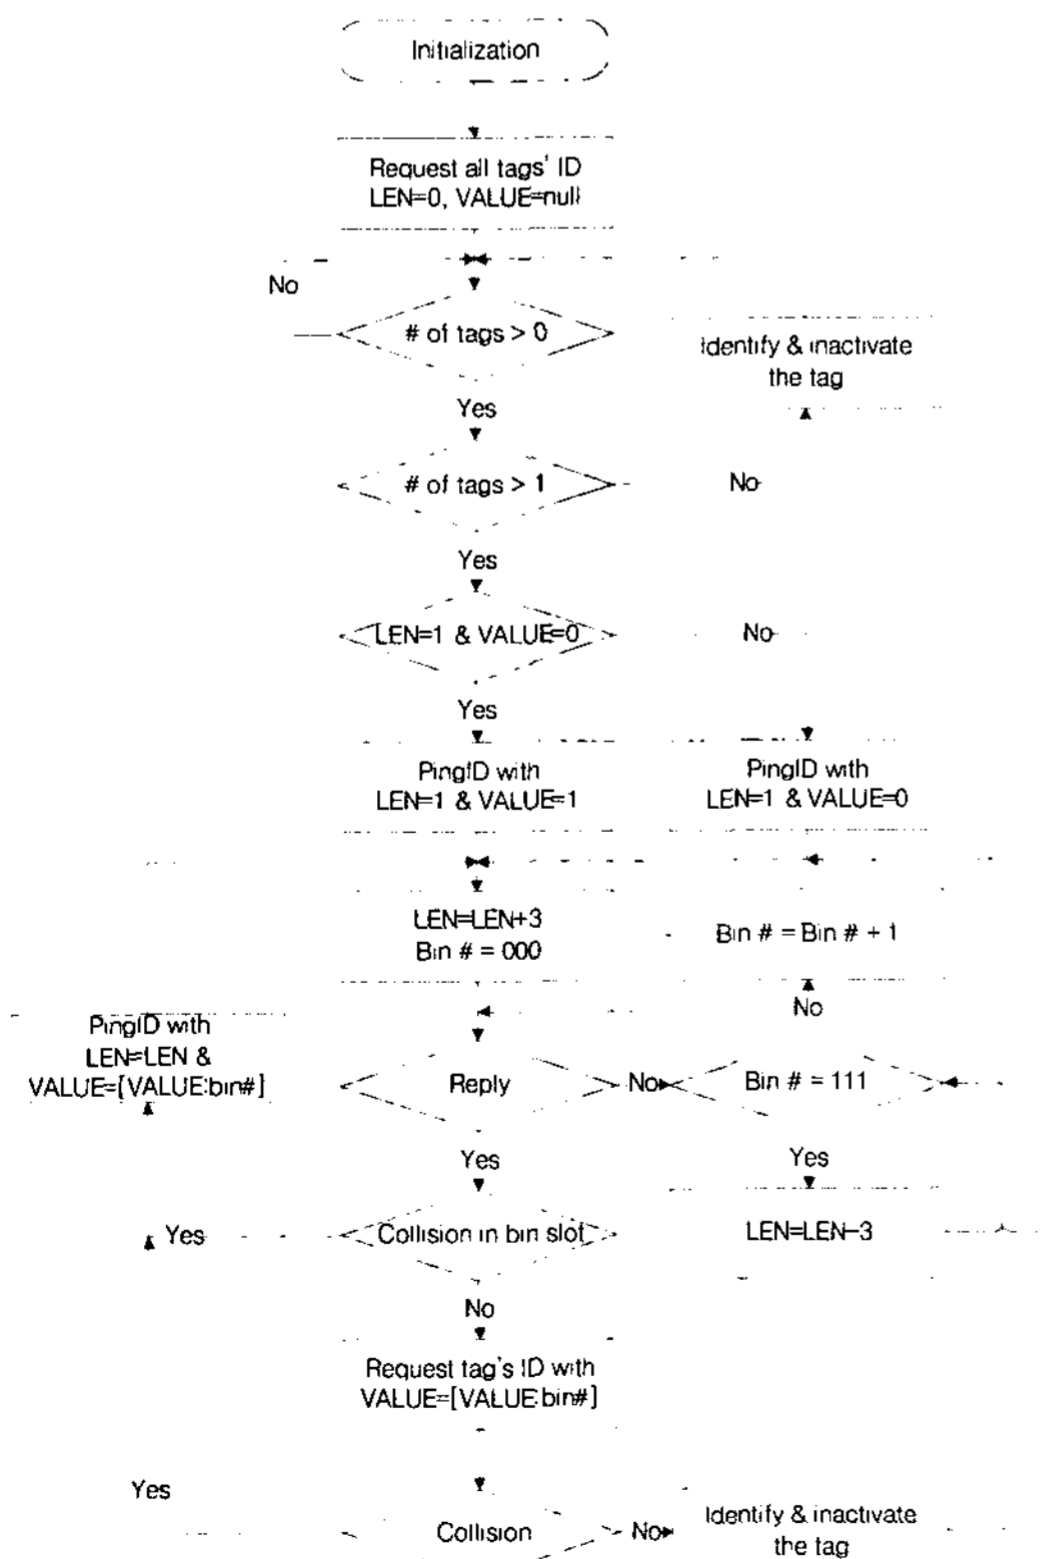 Initialization
Request all tags' ID
LEN=0, VALUE=null
No
# of tags > 0
Identify & inactivate
the tag
Yes
# of tags > 1
No
Yes
LEN=1 & VALUE=0
No
Yes
PingID with
LEN=1 & VALUE=1
PingID with
LEN=1 & VALUE=0
LEN=LEN+3
Bin # = 000
Bin # = Bin # + 1
No
PingID with
LEN=LEN &
VALUE=[VALUE:bin#]
Reply
No
Bin # = 111
Yes
Yes
Yes
Collision in bin slot
LEN=LEN-3
No
Request tag's ID with
VALUE=[VALUE:bin#]
Yes
Collision
No
Identify & inactivate
the tag